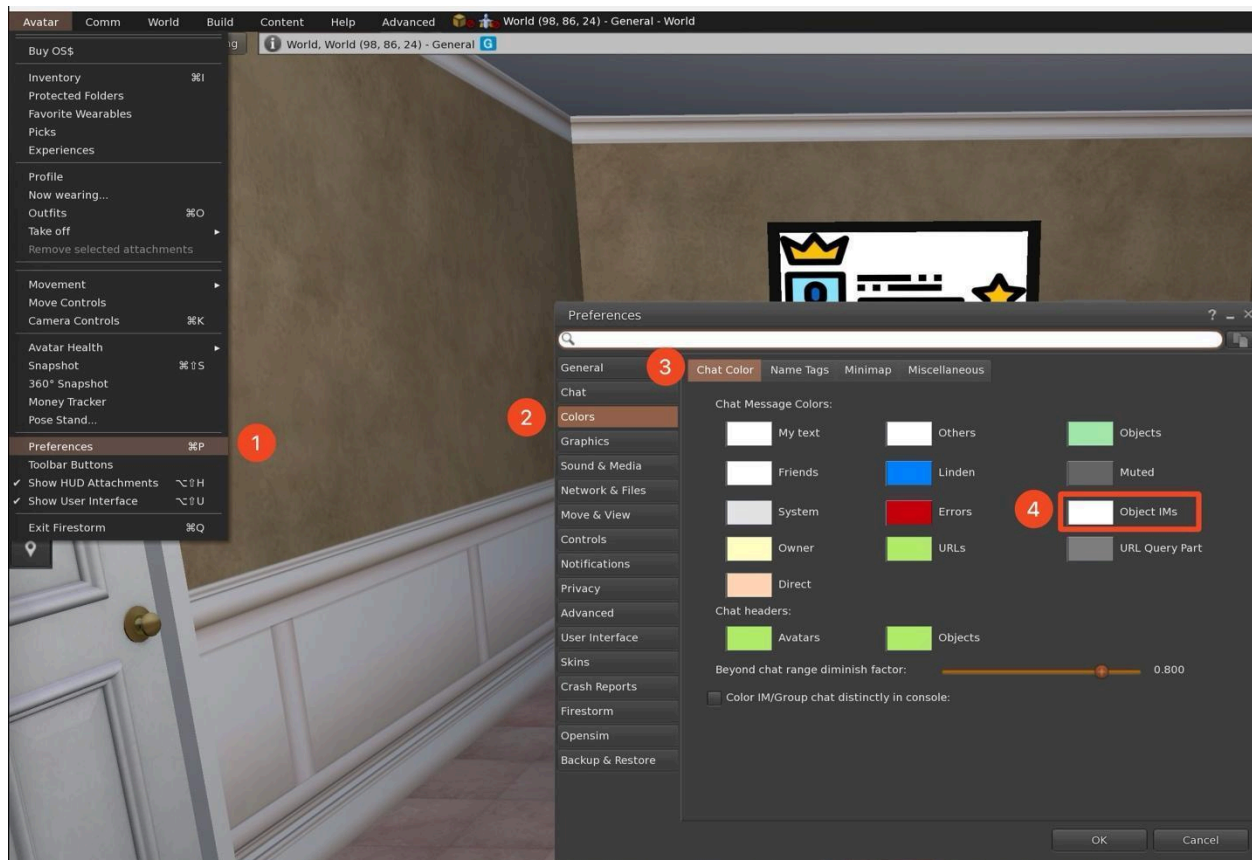 Avatar Comm World Build Content Help Advanced World (98, 86, 24) - General - World
World, World (98, 86, 24) - General G
Buy OS$
Inventory ⌘I
Protected Folders
Favorite Wearables
Picks
Experiences
Profile
Now wearing...
Outfits ⌘O
Take off
Remove selected attachments
Movement
Move Controls
Camera Controls ⌘K
Avatar Health
Snapshot ⌘⇧S
360° Snapshot
Money Tracker
Pose Stand...
Preferences ⌘P
Toolbar Buttons
Show HUD Attachments ⌥⇧H
Show User Interface ⌥⇧U
Exit Firestorm ⌘Q
1
Preferences ? _ ×
General
Chat
Colors
Graphics
Sound & Media
Network & Files
Move & View
Controls
Notifications
Privacy
Advanced
User Interface
Skins
Crash Reports
Firestorm
Opensim
Backup & Restore
2
3
Chat Color Name Tags Minimap Miscellaneous
Chat Message Colors:
My text Others Objects
Friends Linden Muted
System Errors 4 Object IMs
Owner URLs URL Query Part
Direct
Chat headers:
Avatars Objects
Beyond chat range diminish factor: 0.800
Color IM/Group chat distinctly in console:
OK Cancel